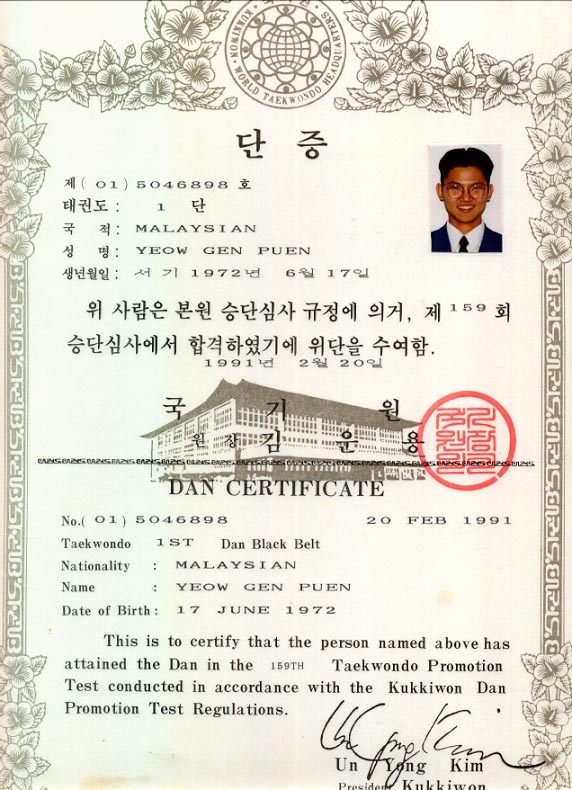 WORLD TAEKWONDO HEADQUARTERS
KUKKIWON
단 증
제 ( 01 ) 5046898 호
태권도 : 1 단
국 적 : MALAYSIAN
성 명 : YEOW GEN PUEN
생년월일 : 서기 1972년 6월 17일
위 사람은 본원 승단심사 규정에 의거, 제 159 회
승단심사에서 합격하였기에 위단을 수여함.
1991년 2월 20일
국 기 원
원 장 김 운 용
DAN CERTIFICATE
No.( 01 ) 5046898 20 FEB 1991
Taekwondo 1ST Dan Black Belt
Nationality : MALAYSIAN
Name : YEOW GEN PUEN
Date of Birth : 17 JUNE 1972
This is to certify that the person named above has
attained the Dan in the 159TH Taekwondo Promotion
Test conducted in accordance with the Kukkiwon Dan
Promotion Test Regulations.
Un Yong Kim
Un Yong Kim
President, Kukkiwon